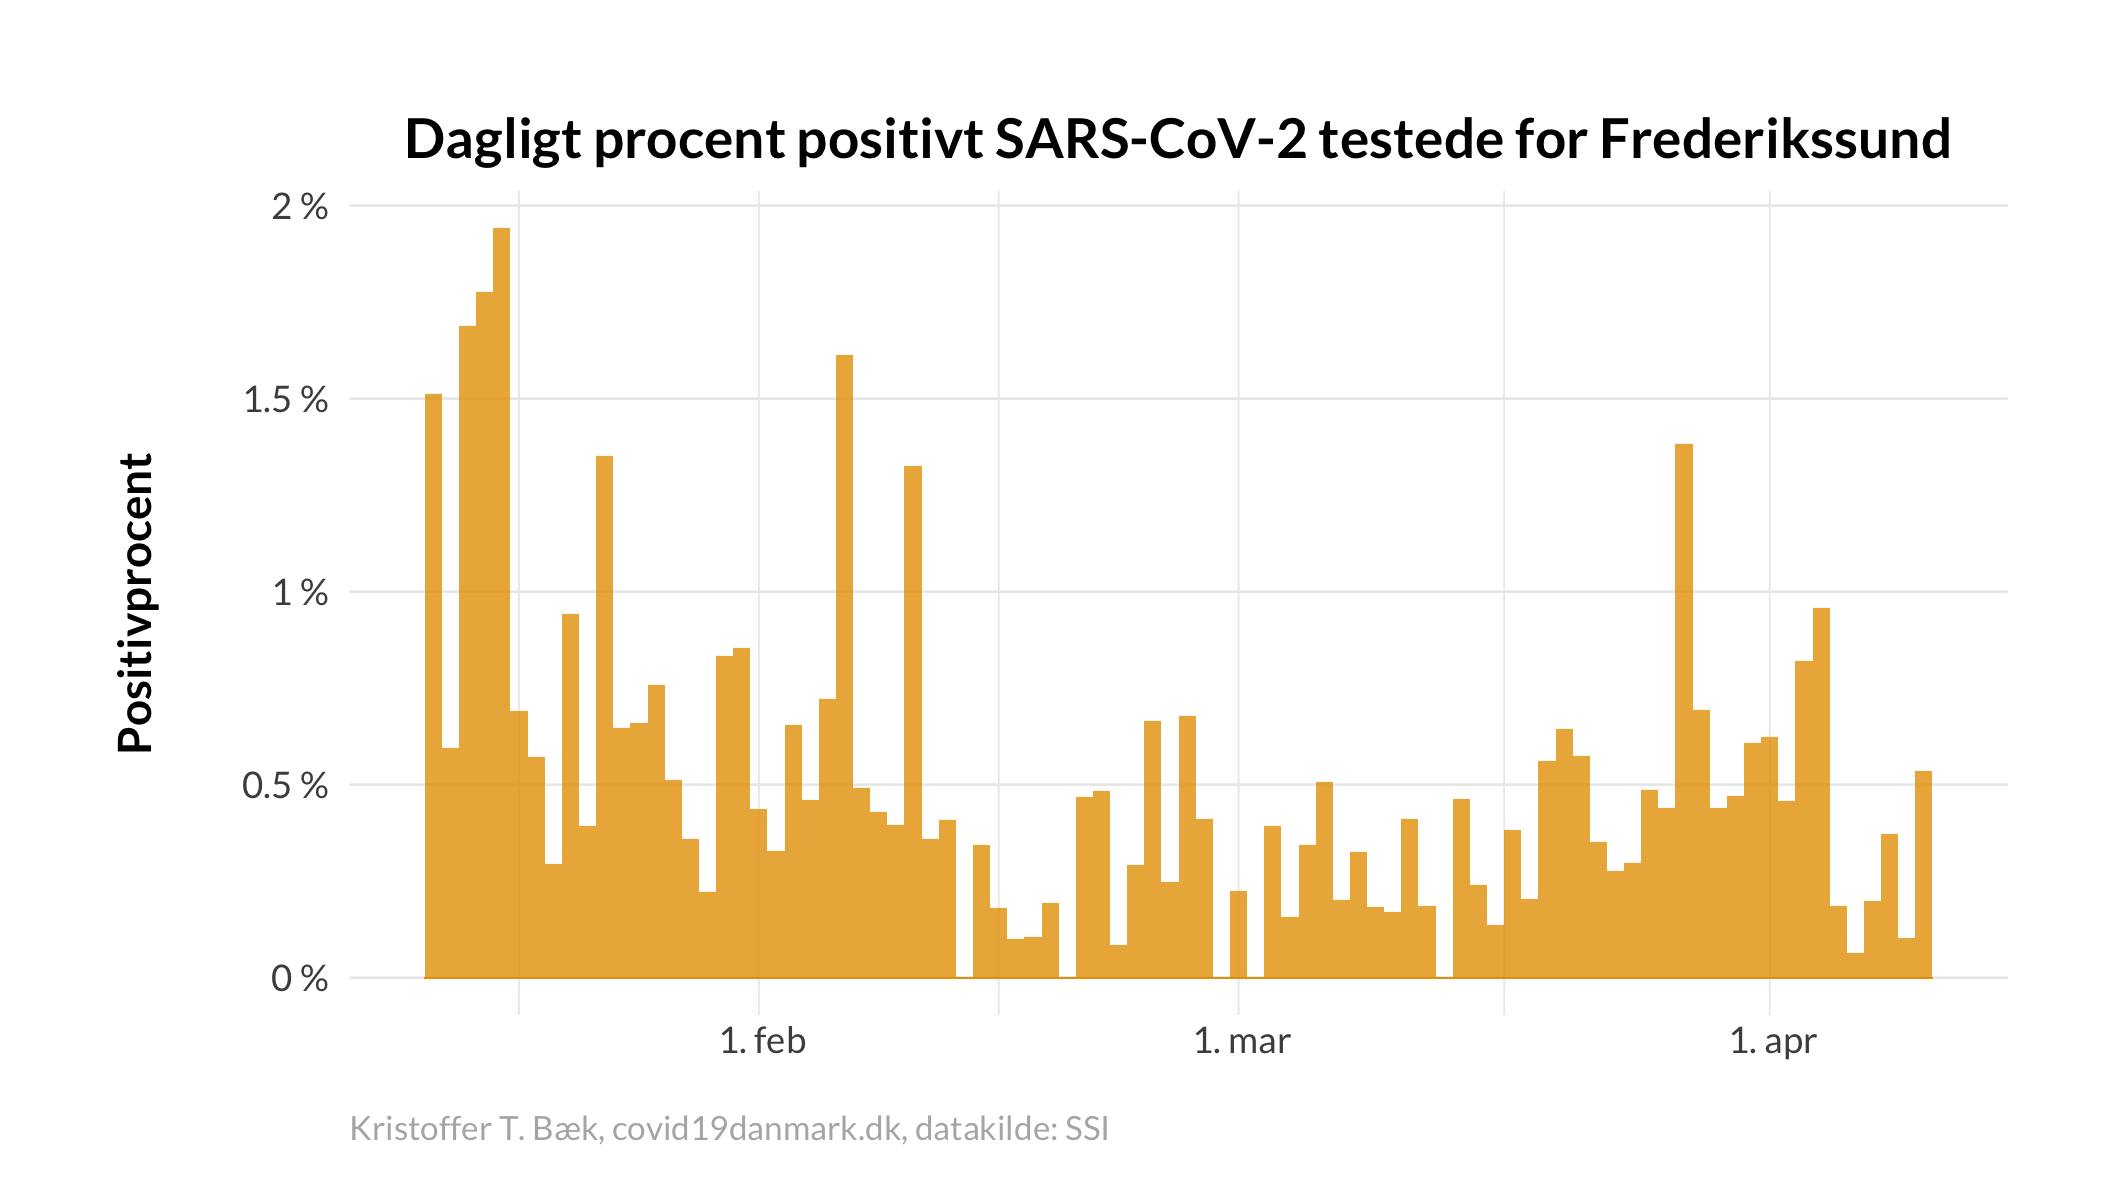 Dagligt procent positivt SARS-CoV-2 testede for Frederikssund
Positivprocent
2 %
1.5 %
1 %
0.5 %
0 %
1. feb
1. mar
1. apr
Kristoffer T. Bæk, covid19danmark.dk, datakilde: SSI